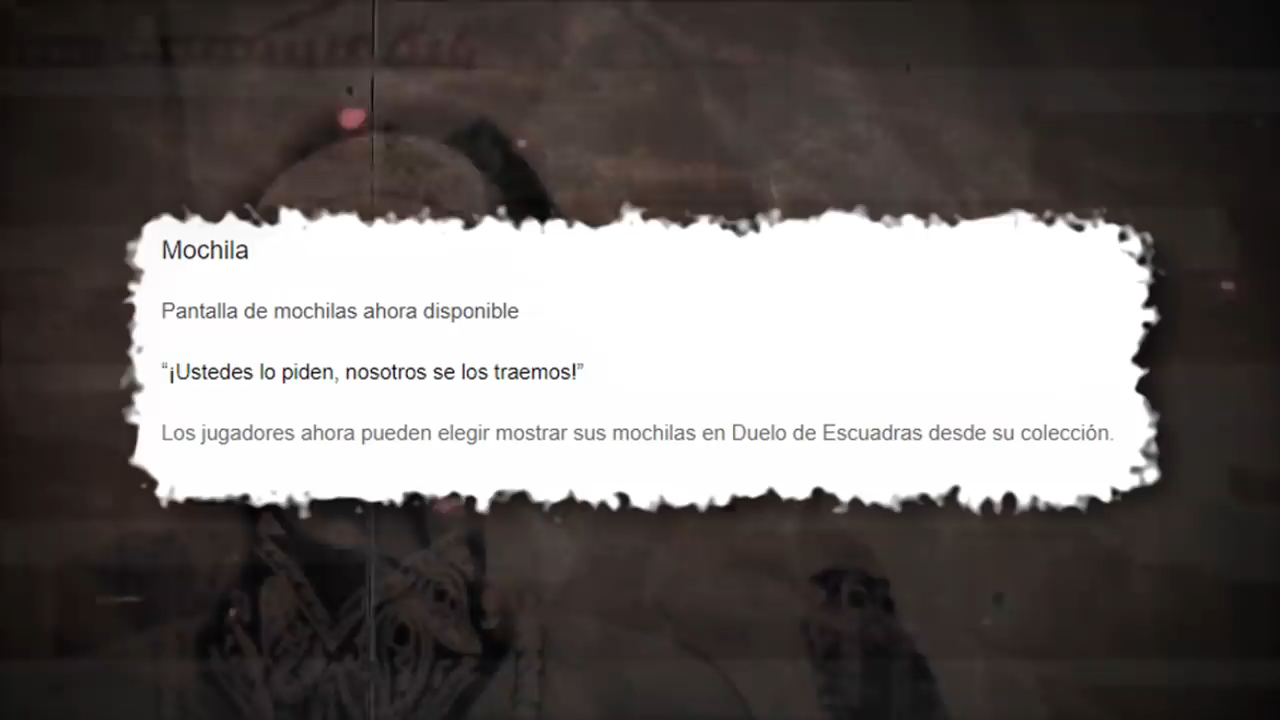 Mochila
Pantalla de mochilas ahora disponible
“¡Ustedes lo piden, nosotros se los traemos!”
Los jugadores ahora pueden elegir mostrar sus mochilas en Duelo de Escuadras desde su colección.